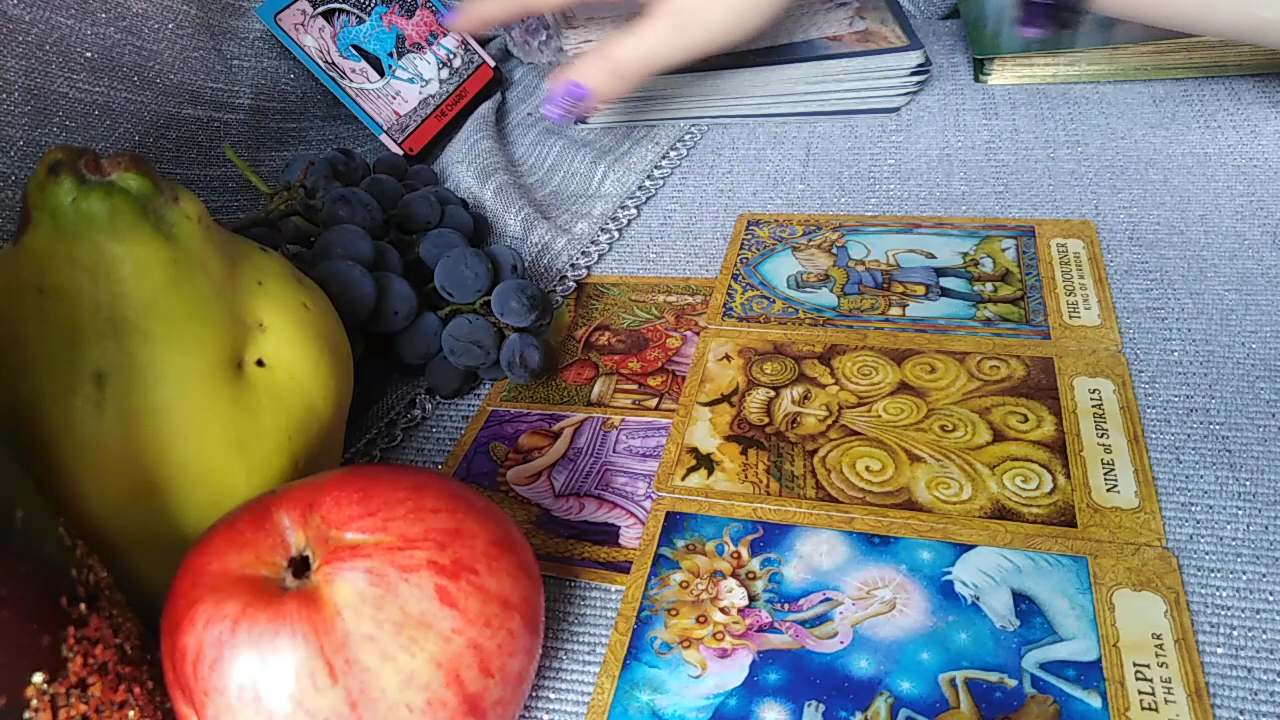 THE CHARIOT
THE SOJOURNER
KING OF MIRRORS
NINE of SPIRALS
ELPI
THE STAR